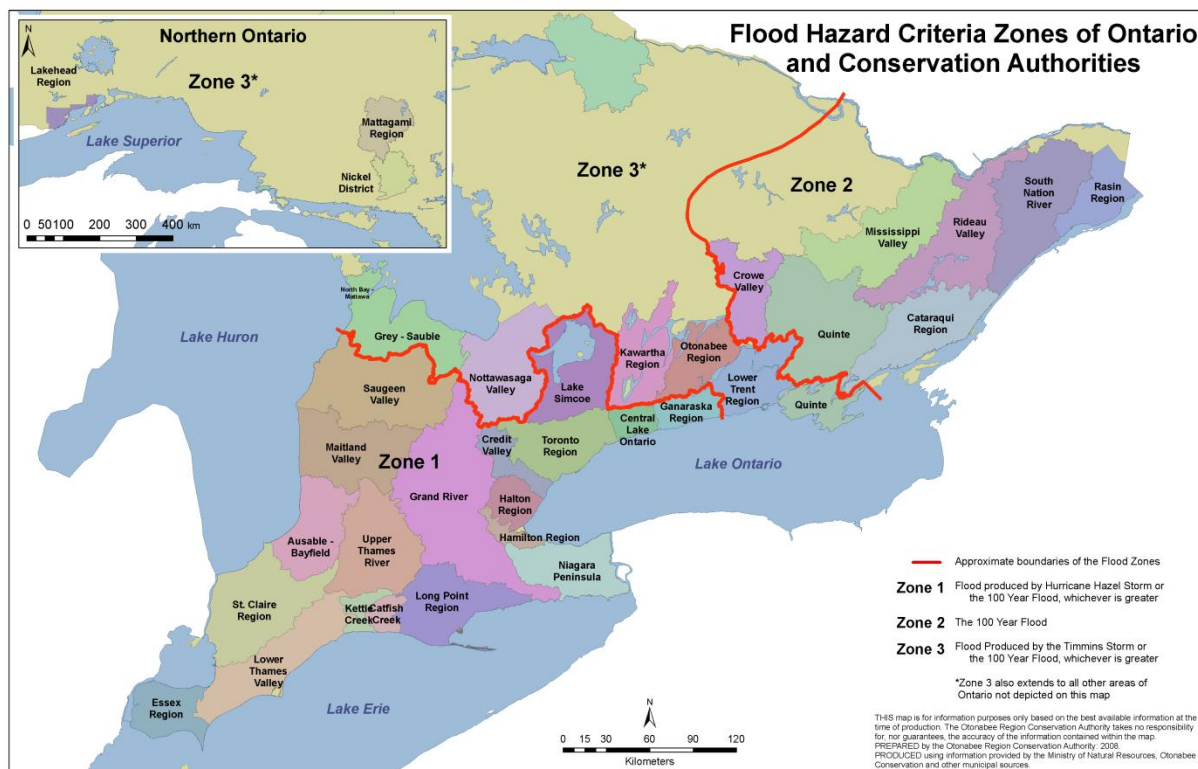 Flood Hazard Criteria Zones of Ontario
and Conservation Authorities
N
Northern Ontario
Lakehead
Region
Zone 3*
Mattagami
Region
Lake Superior
Nickel
District
0 50100 200 300 400 km
Zone 3*
Zone 2
South
Nation
River
Rasin
Region
Rideau
Valley
Mississippi
Valley
Crowe
Valley
North Bay -
Mattawa
Lake Huron
Grey - Sauble
Quinte
Cataraqui
Region
Kawartha
Region
Otonabee
Region
Nottawasaga
Valley
Lake
Simcoe
Saugeen
Valley
Lower
Trent
Region
Quinte
Ganaraska
Region
Central
Lake
Ontario
Credit
Valley
Toronto
Region
Maitland
Valley
Zone 1
Lake Ontario
Grand River
Halton
Region
Hamilton Region
Ausable -
Bayfield
Upper
Thames
River
Niagara
Peninsula
Long Point
Region
St. Claire
Region
Kettle
Creek
Catfish
Creek
Lower
Thames
Valley
Essex
Region
Lake Erie
N
0 15 30 60 90 120
Kilometers
Approximate boundaries of the Flood Zones
Zone 1 Flood produced by Hurricane Hazel Storm or
the 100 Year Flood, whichever is greater
Zone 2 The 100 Year Flood
Zone 3 Flood Produced by the Timmins Storm or
the 100 Year Flood, whichever is greater
*Zone 3 also extends to all other areas of
Ontario not depicted on this map
THIS map is for information purposes only based on the best available information at the
time of production. The Otonabee Region Conservation Authority takes no responsibility
for, nor guarantees, the accuracy of the information contained within the map.
PREPARED by the Otonabee Region Conservation Authority: 2008.
PRODUCED using information provided by the Ministry of Natural Resources, Otonabee
Conservation and other municipal sources.